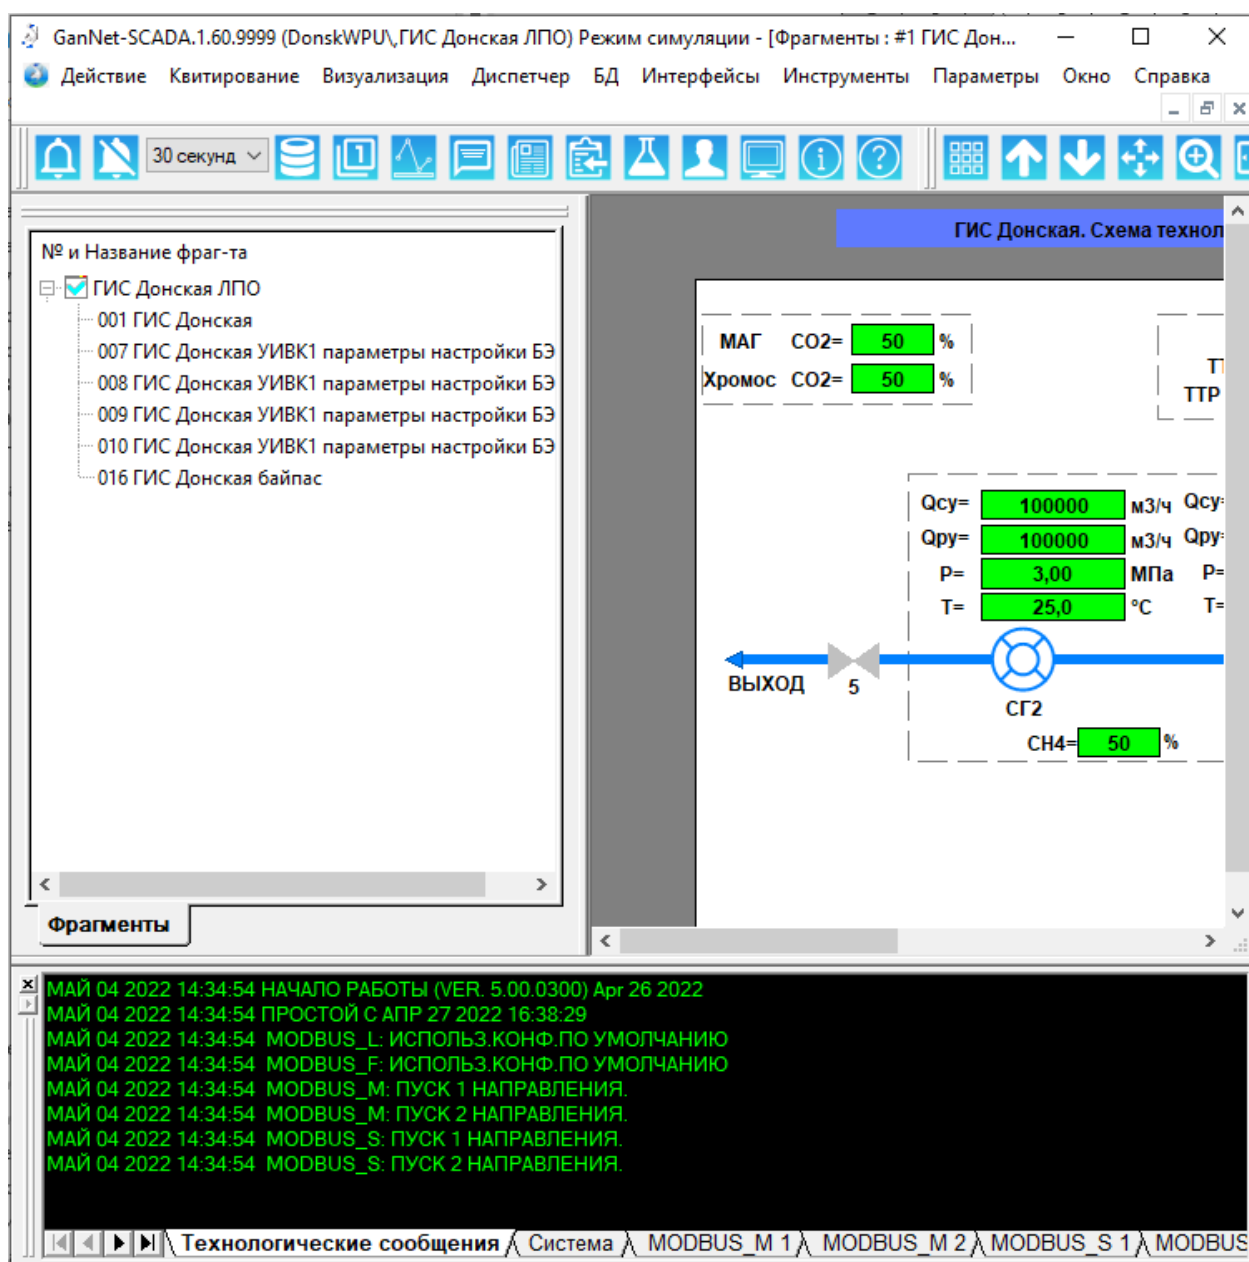 GanNet-SCADA.1.60.9999 (DonskWPU\,ГИС Донская ЛПО) Режим симуляции - [Фрагменты : #1 ГИС Дон...
Действие Квитирование Визуализация Диспетчер БД Интерфейсы Инструменты Параметры Окно Справка
30 секунд
1
№ и Название фраг-та
ГИС Донская ЛПО
001 ГИС Донская
007 ГИС Донская УИВК1 параметры настройки БЭ
008 ГИС Донская УИВК1 параметры настройки БЭ
009 ГИС Донская УИВК1 параметры настройки БЭ
010 ГИС Донская УИВК1 параметры настройки БЭ
016 ГИС Донская байпас
Фрагменты
ГИС Донская. Схема технол
МАГ CO2= 50 %
Хромос CO2= 50 %
ТТР
Qсу= 100000 м3/ч Qсу=
Qру= 100000 м3/ч Qру=
P= 3,00 МПа P=
T= 25,0 °C T=
ВЫХОД 5
СГ2
CH4= 50 %
МАЙ 04 2022 14:34:54 НАЧАЛО РАБОТЫ (VER. 5.00.0300) Apr 26 2022
МАЙ 04 2022 14:34:54 ПРОСТОЙ С АПР 27 2022 16:38:29
МАЙ 04 2022 14:34:54 MODBUS_L: ИСПОЛЬЗ.КОНФ.ПО УМОЛЧАНИЮ
МАЙ 04 2022 14:34:54 MODBUS_F: ИСПОЛЬЗ.КОНФ.ПО УМОЛЧАНИЮ
МАЙ 04 2022 14:34:54 MODBUS_M: ПУСК 1 НАПРАВЛЕНИЯ.
МАЙ 04 2022 14:34:54 MODBUS_M: ПУСК 2 НАПРАВЛЕНИЯ.
МАЙ 04 2022 14:34:54 MODBUS_S: ПУСК 1 НАПРАВЛЕНИЯ.
МАЙ 04 2022 14:34:54 MODBUS_S: ПУСК 2 НАПРАВЛЕНИЯ.
Технологические сообщения Система MODBUS_M 1 MODBUS_M 2 MODBUS_S 1 MODBUS